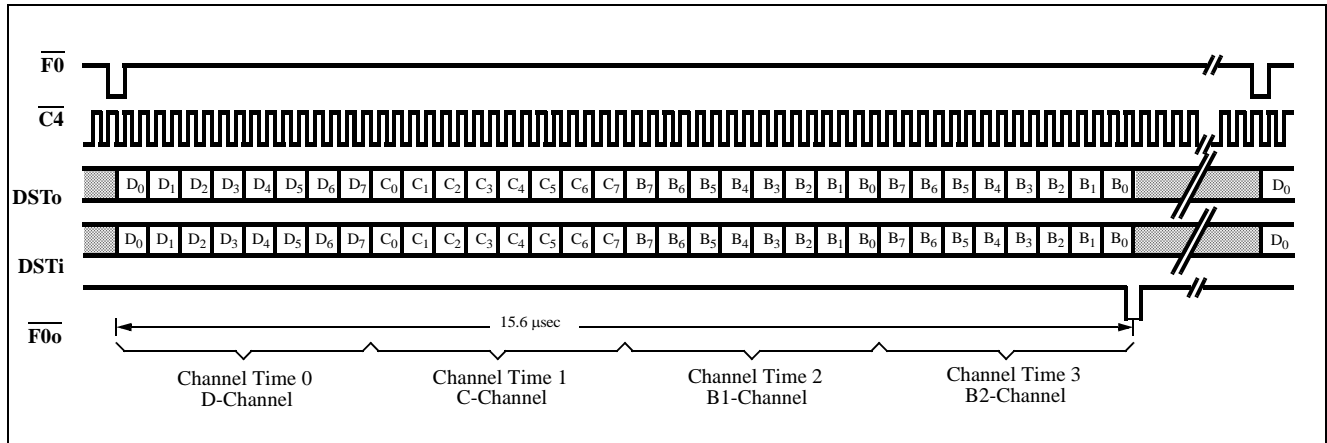 F0
C4
DSTo D0 D1 D2 D3 D4 D5 D6 D7 C0 C1 C2 C3 C4 C5 C6 C7 B7 B6 B5 B4 B3 B2 B1 B0 B7 B6 B5 B4 B3 B2 B1 B0 D0
DSTi D0 D1 D2 D3 D4 D5 D6 D7 C0 C1 C2 C3 C4 C5 C6 C7 B7 B6 B5 B4 B3 B2 B1 B0 B7 B6 B5 B4 B3 B2 B1 B0 D0
F0o
15.6 µsec
Channel Time 0
D-Channel
Channel Time 1
C-Channel
Channel Time 2
B1-Channel
Channel Time 3
B2-Channel